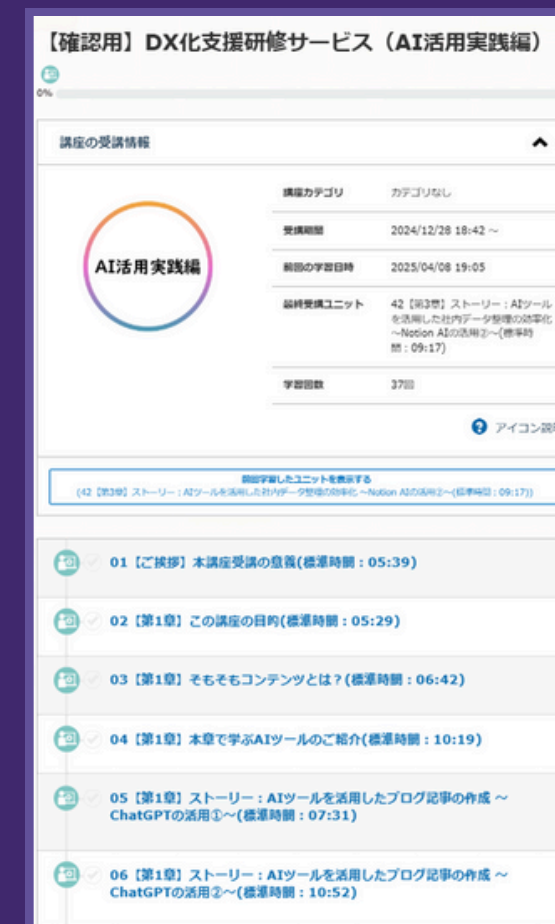 【確認用】DX化支援研修サービス（AI活用実践編）
0%
講座の受講情報
AI活用実践編
講座カテゴリ カテゴリなし
受講期間 2024/12/28 18:42 ～
前回の学習日時 2025/04/08 19:05
最終受講ユニット 42【第3章】ストーリー：AIツール
を活用した社内データ整理の効率化
～Notion AIの活用②～(標準時
間：09:17)
学習回数 37回
アイコン説
前回学習したユニットを表示する
(42【第3章】ストーリー：AIツールを活用した社内データ整理の効率化 ～Notion AIの活用②～(標準時間：09:17))
01【ご挨拶】本講座受講の意義(標準時間：05:39)
02【第1章】この講座の目的(標準時間：05:29)
03【第1章】そもそもコンテンツとは？(標準時間：06:42)
04【第1章】本章で学ぶAIツールのご紹介(標準時間：10:19)
05【第1章】ストーリー：AIツールを活用したブログ記事の作成 ～
ChatGPTの活用①～(標準時間：07:31)
06【第1章】ストーリー：AIツールを活用したブログ記事の作成 ～
ChatGPTの活用②～(標準時間：10:52)